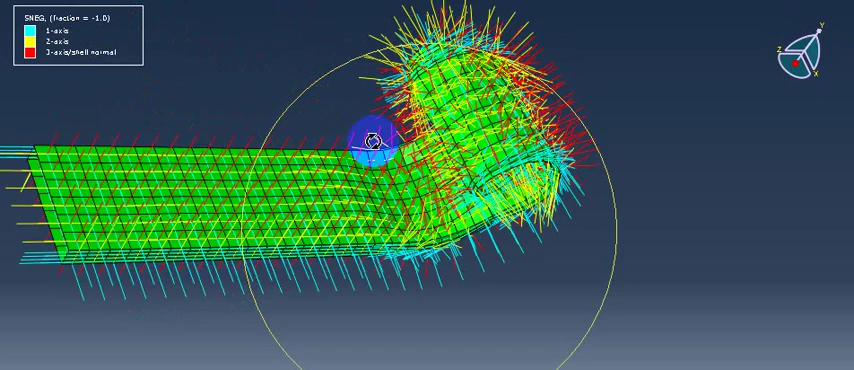 SNEG, (fraction = -1.0)
1-axis
2-axis
3-axis/shell normal
Y
Z
X